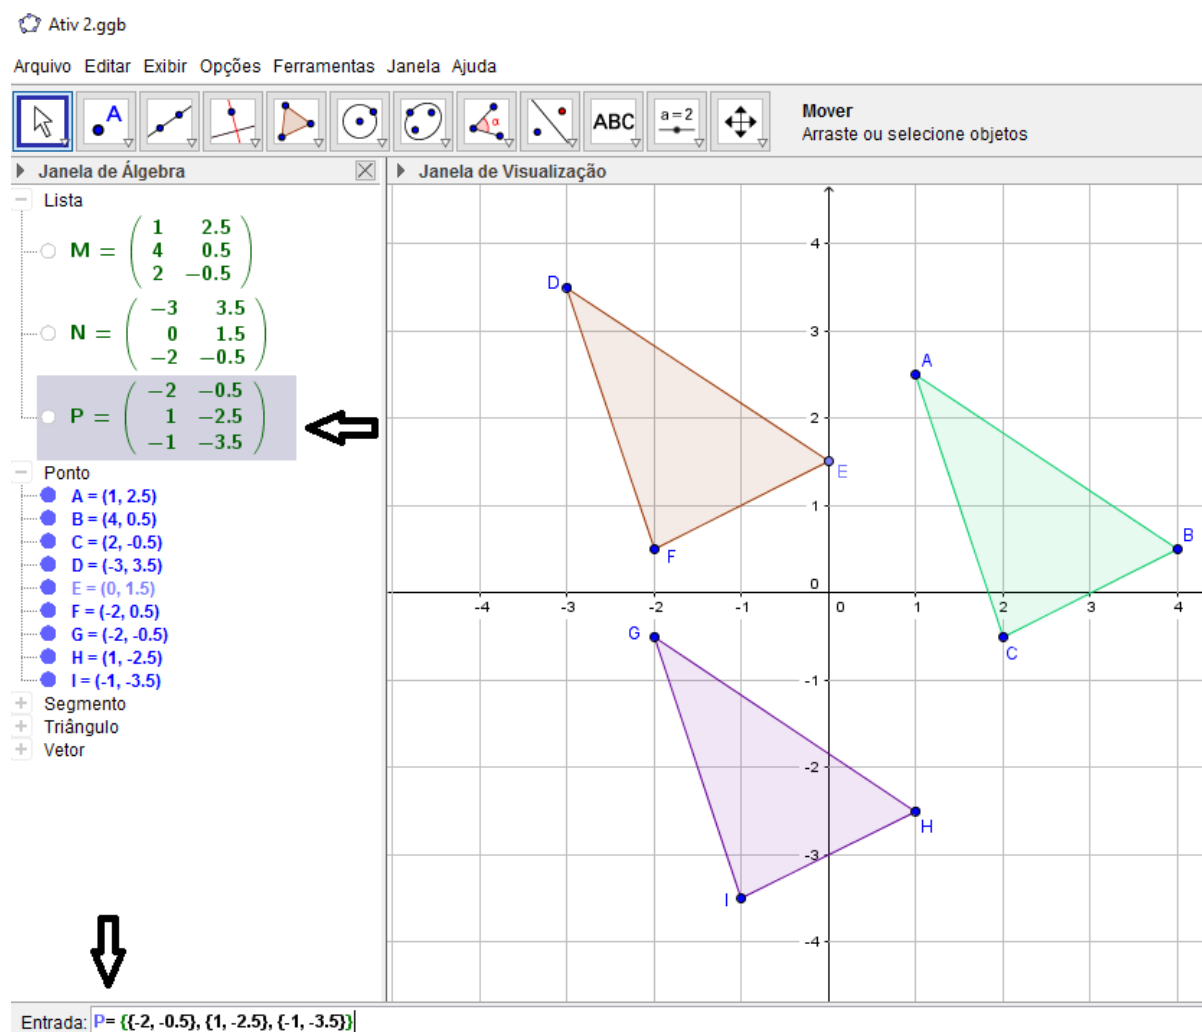 Ativ 2.ggb
Arquivo Editar Exibir Opções Ferramentas Janela Ajuda
A
α
ABC
a=2
Mover
Arraste ou selecione objetos
Janela de Álgebra
Janela de Visualização
Lista
M = ( 1 2.5
4 0.5
2 −0.5 )
N = ( −3 3.5
0 1.5
−2 −0.5 )
P = ( −2 −0.5
1 −2.5
−1 −3.5 )
Ponto
A = (1, 2.5)
B = (4, 0.5)
C = (2, -0.5)
D = (-3, 3.5)
E = (0, 1.5)
F = (-2, 0.5)
G = (-2, -0.5)
H = (1, -2.5)
I = (-1, -3.5)
Segmento
Triângulo
Vetor
4
D
3
A
2
E
1
F
B
0
-4 -3 -2 -1 0 1 2 3 4
G
C
-1
-2
H
-3
I
-4
Entrada: P= {{-2, -0.5}, {1, -2.5}, {-1, -3.5}}